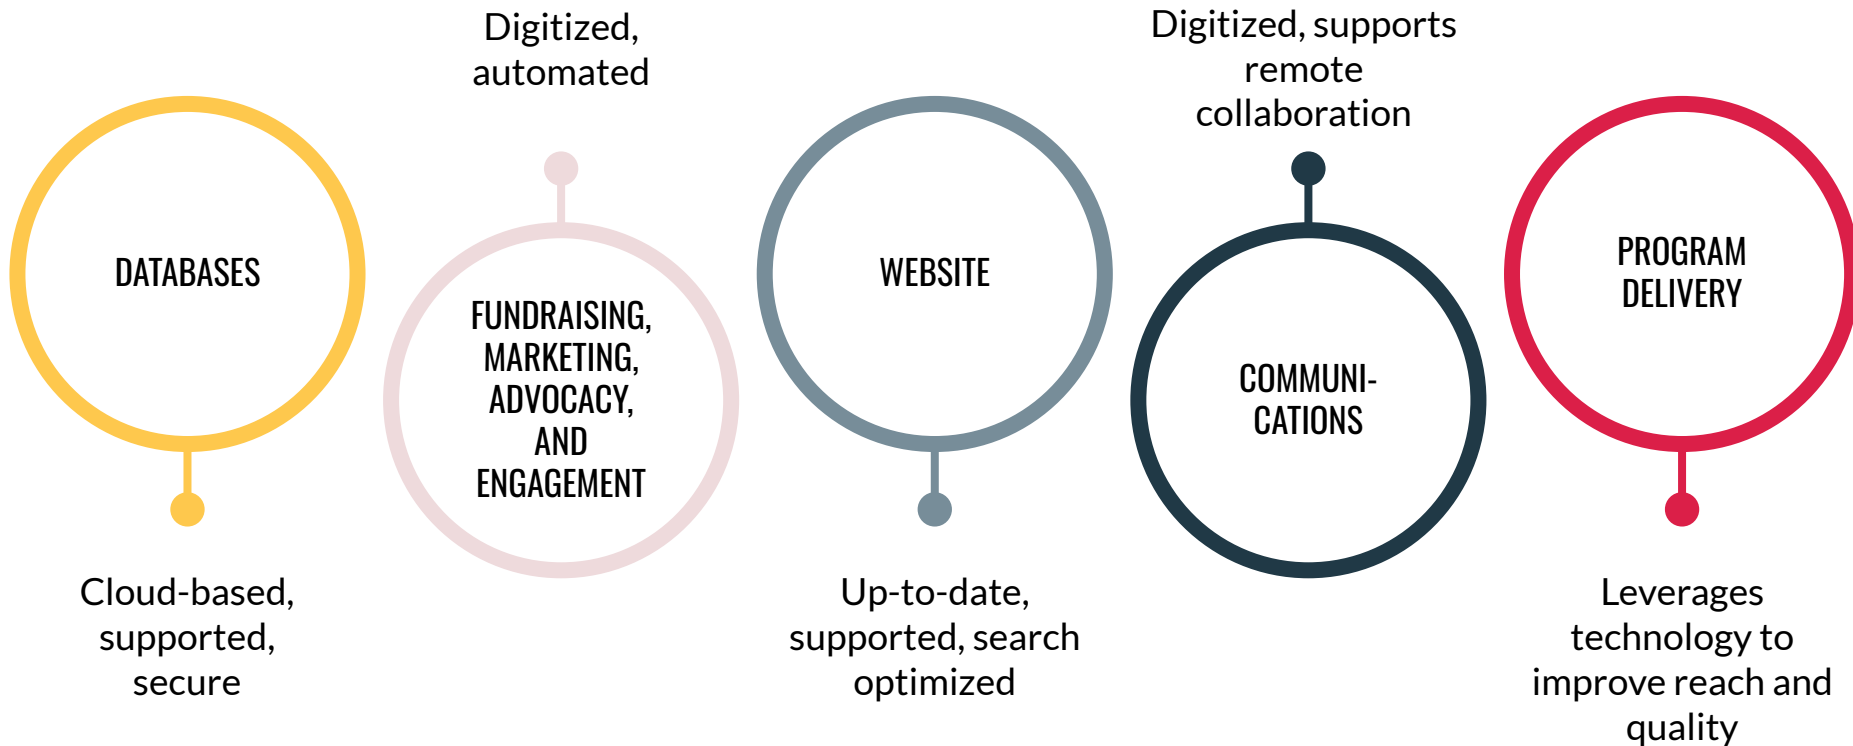 DATABASES
Cloud-based,
supported,
secure
Digitized,
automated
FUNDRAISING,
MARKETING,
ADVOCACY,
AND
ENGAGEMENT
WEBSITE
Up-to-date,
supported, search
optimized
Digitized, supports
remote
collaboration
COMMUNI-
CATIONS
PROGRAM
DELIVERY
Leverages
technology to
improve reach and
quality